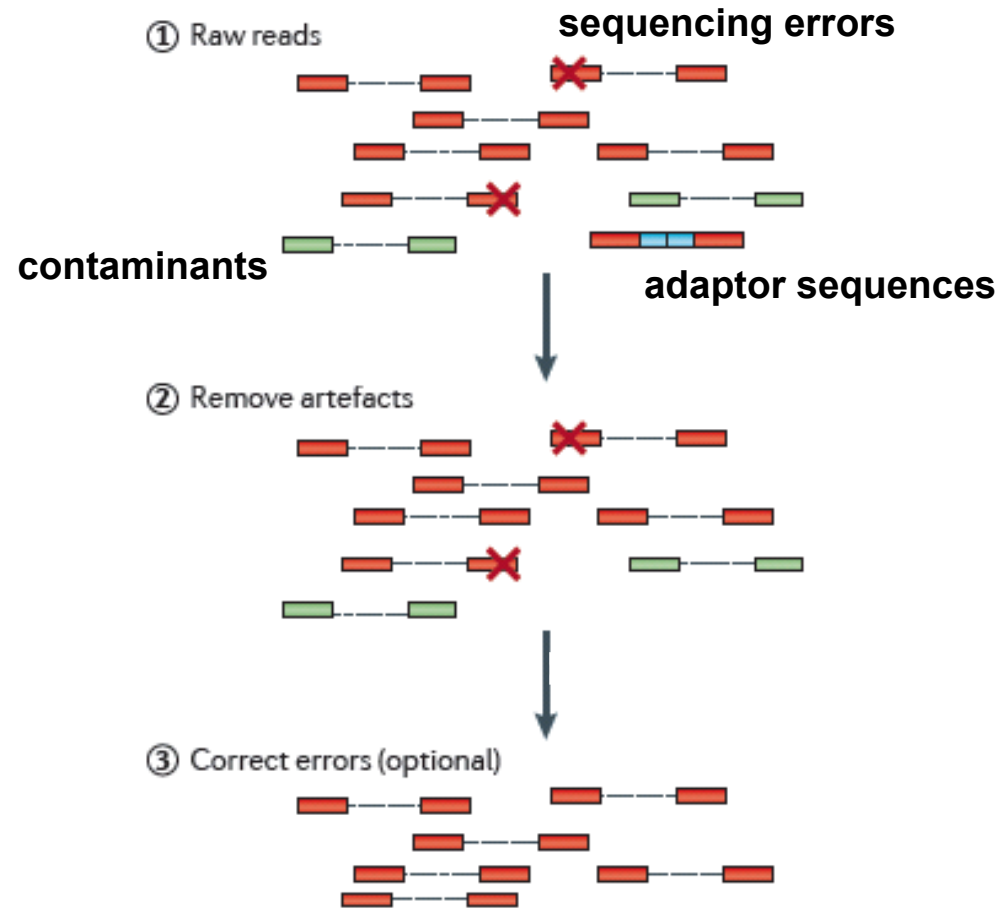 ① Raw reads
sequencing errors
contaminants
adaptor sequences
② Remove artefacts
③ Correct errors (optional)